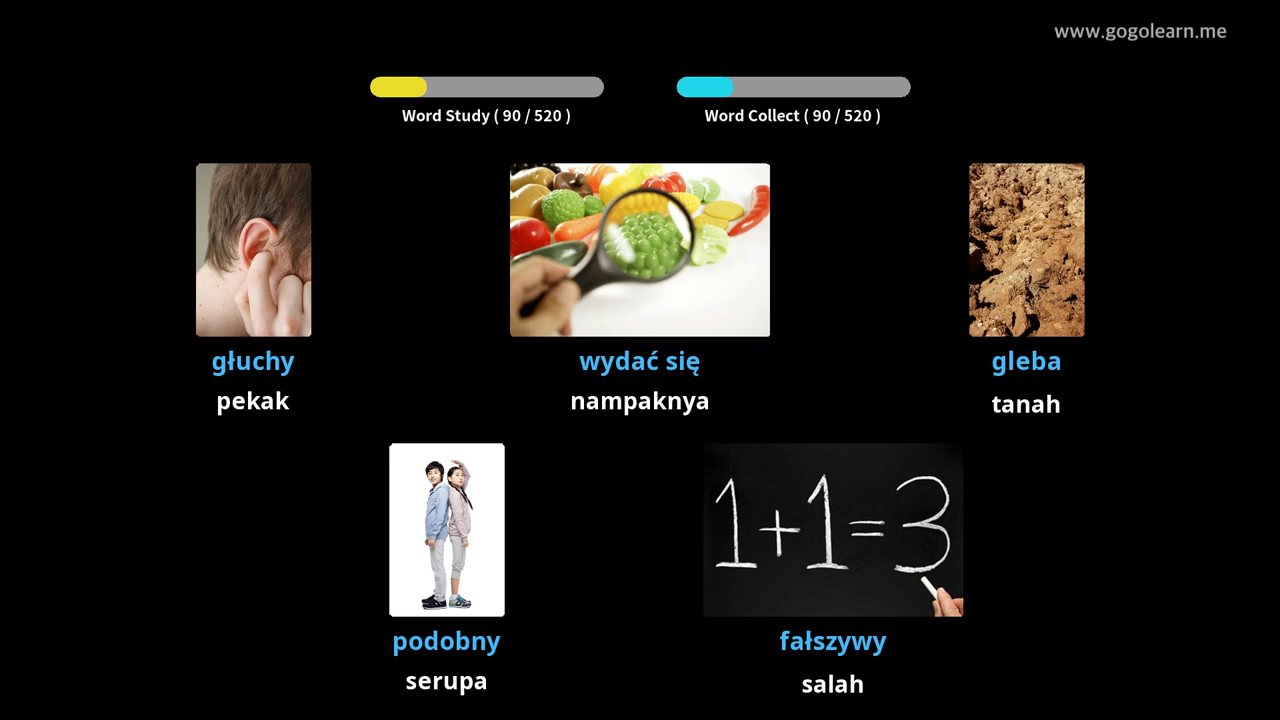 www.gogolearn.me
Word Study ( 90 / 520 )
Word Collect ( 90 / 520 )
głuchy
pekak
wydać się
nampaknya
gleba
tanah
podobny
serupa
1+1=3
fałszywy
salah